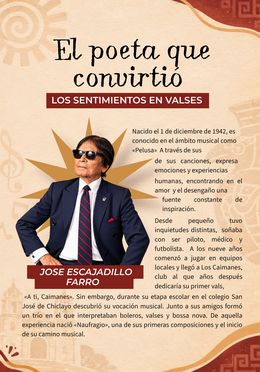 El poeta que
convirtió
LOS SENTIMIENTOS EN VALSES
Nacido el 1 de diciembre de 1942, es
conocido en el ámbito musical como
«Pelusa» A través de sus
de sus canciones, expresa
emociones y experiencias
humanas, encontrando en el
amor y el desengaño una
fuente constante de
inspiración.
Desde pequeño tuvo
inquietudes distintas, soñaba
con ser piloto, médico y
futbolista. A los nueve años
comenzó a jugar en equipos
locales y llegó a Los Caimanes,
club al que años después
dedicaría su primer vals,
JOSE ESCAJADILLO
FARRO
«A ti, Caimanes». Sin embargo, durante su etapa escolar en el colegio San
José de Chiclayo descubrió su vocación musical. Junto a sus amigos formó
un trío en el que interpretaban boleros, valses y bossa nova. De aquella
experiencia nació «Naufragio», una de sus primeras composiciones y el inicio
de su camino musical.